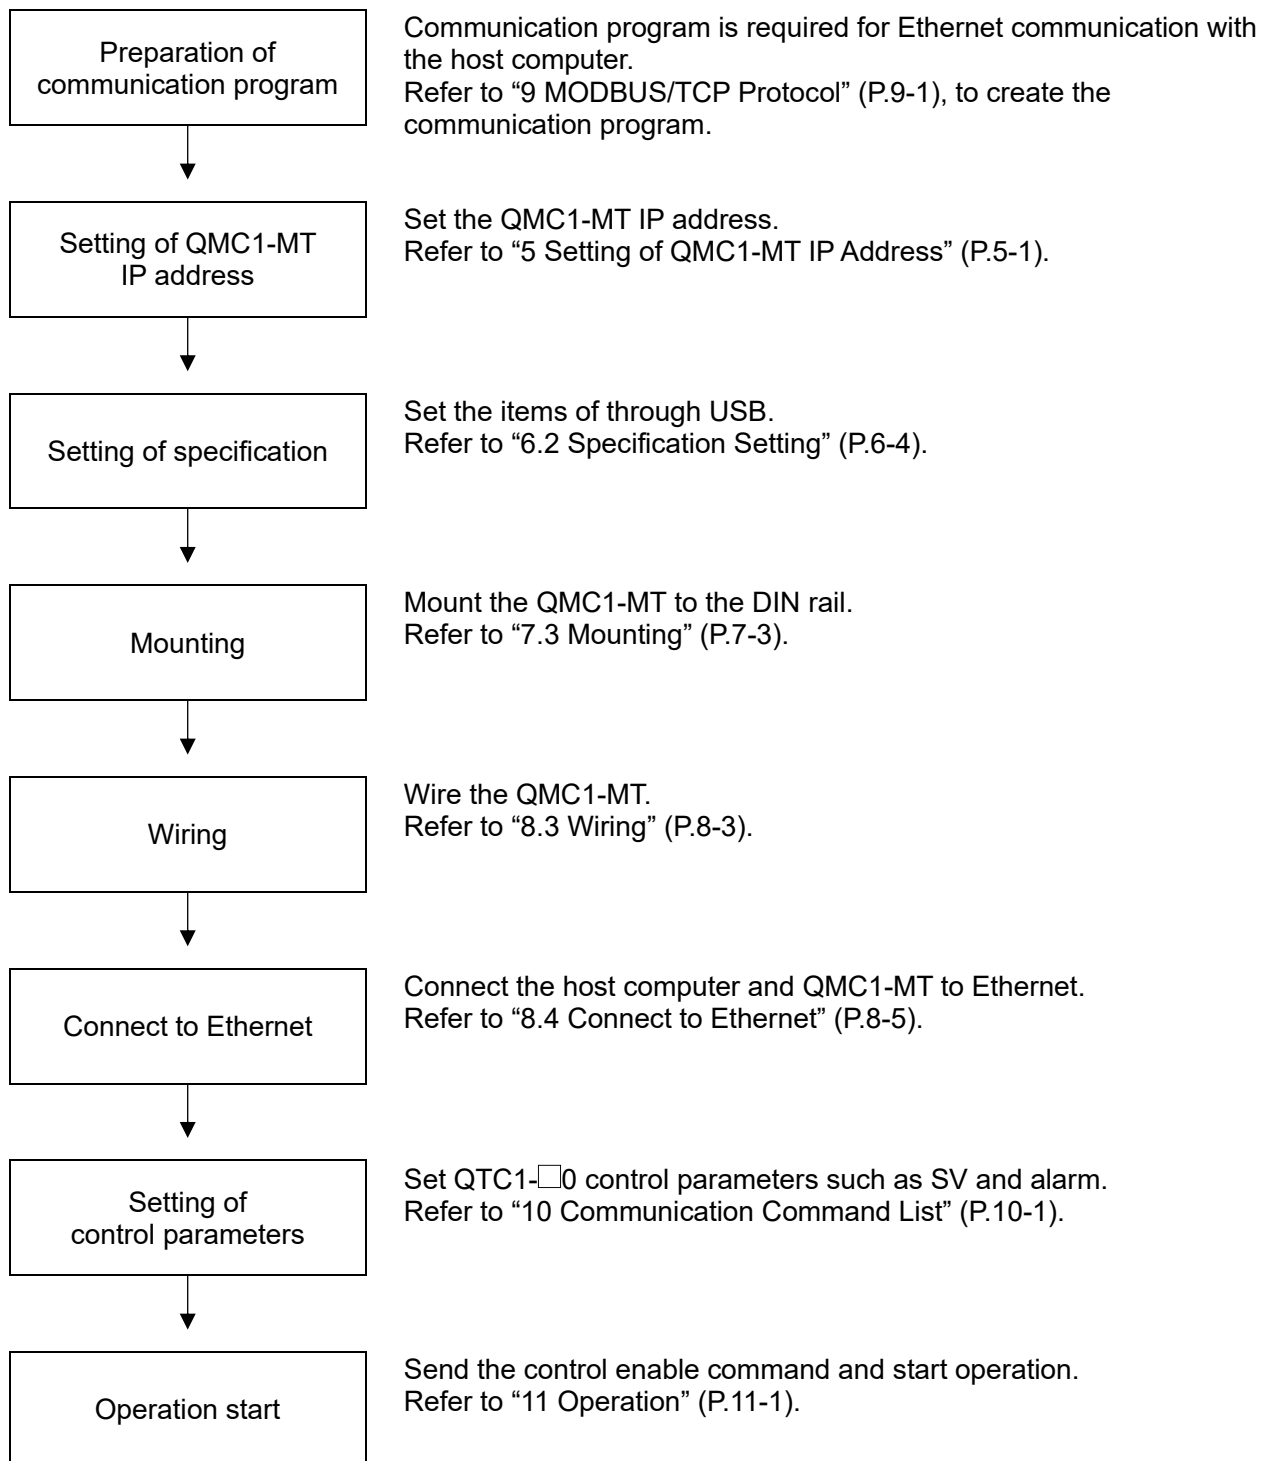 Preparation of
communication program
Communication program is required for Ethernet communication with
the host computer.
Refer to “9 MODBUS/TCP Protocol” (P.9-1), to create the
communication program.
Setting of QMC1-MT
IP address
Set the QMC1-MT IP address.
Refer to “5 Setting of QMC1-MT IP Address” (P.5-1).
Setting of specification
Set the items of through USB.
Refer to “6.2 Specification Setting” (P.6-4).
Mounting
Mount the QMC1-MT to the DIN rail.
Refer to “7.3 Mounting” (P.7-3).
Wiring
Wire the QMC1-MT.
Refer to “8.3 Wiring” (P.8-3).
Connect to Ethernet
Connect the host computer and QMC1-MT to Ethernet.
Refer to “8.4 Connect to Ethernet” (P.8-5).
Setting of
control parameters
Set QTC1-□0 control parameters such as SV and alarm.
Refer to “10 Communication Command List” (P.10-1).
Operation start
Send the control enable command and start operation.
Refer to “11 Operation” (P.11-1).